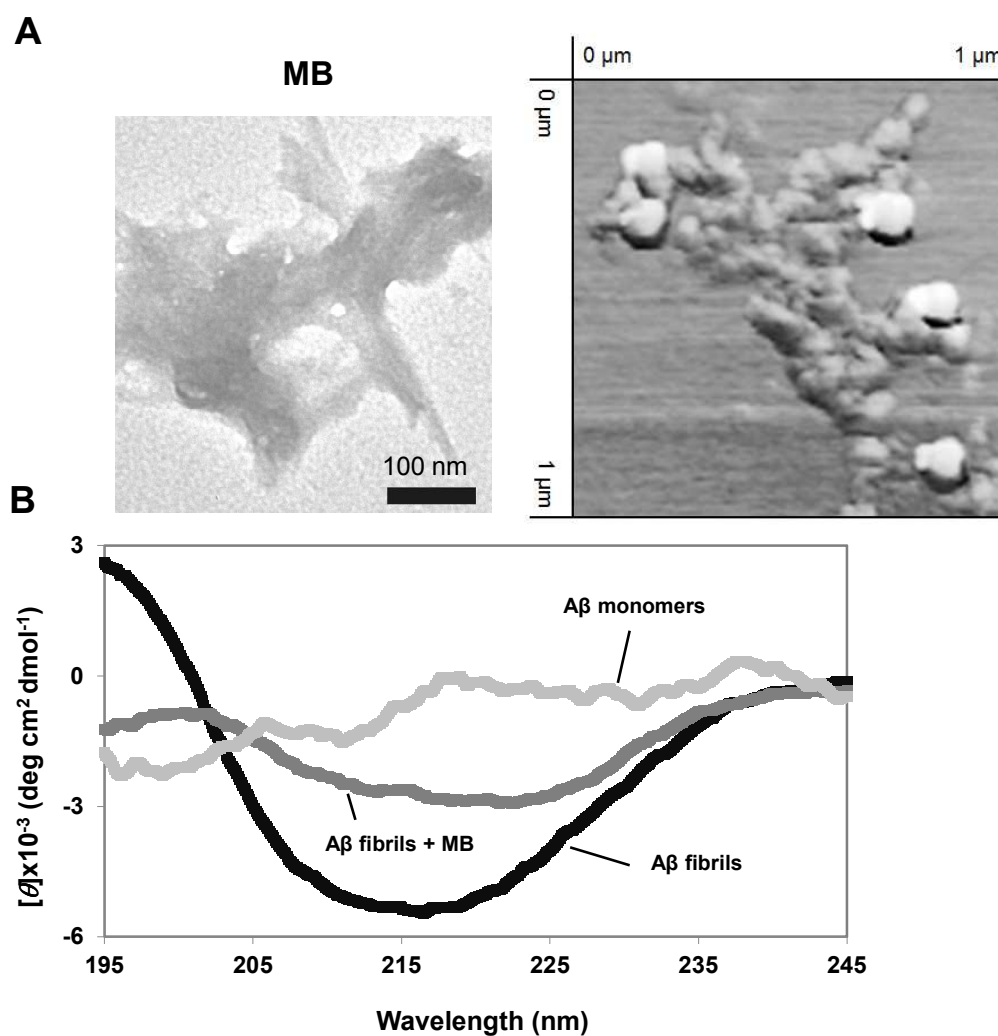 A
MB
0 µm
1 µm
0 µm
1 µm
100 nm
B
[θ]x10⁻³ (deg cm² dmol⁻¹)
3
0
-3
-6
Aβ monomers
Aβ fibrils + MB
Aβ fibrils
195
205
215
225
235
245
Wavelength (nm)